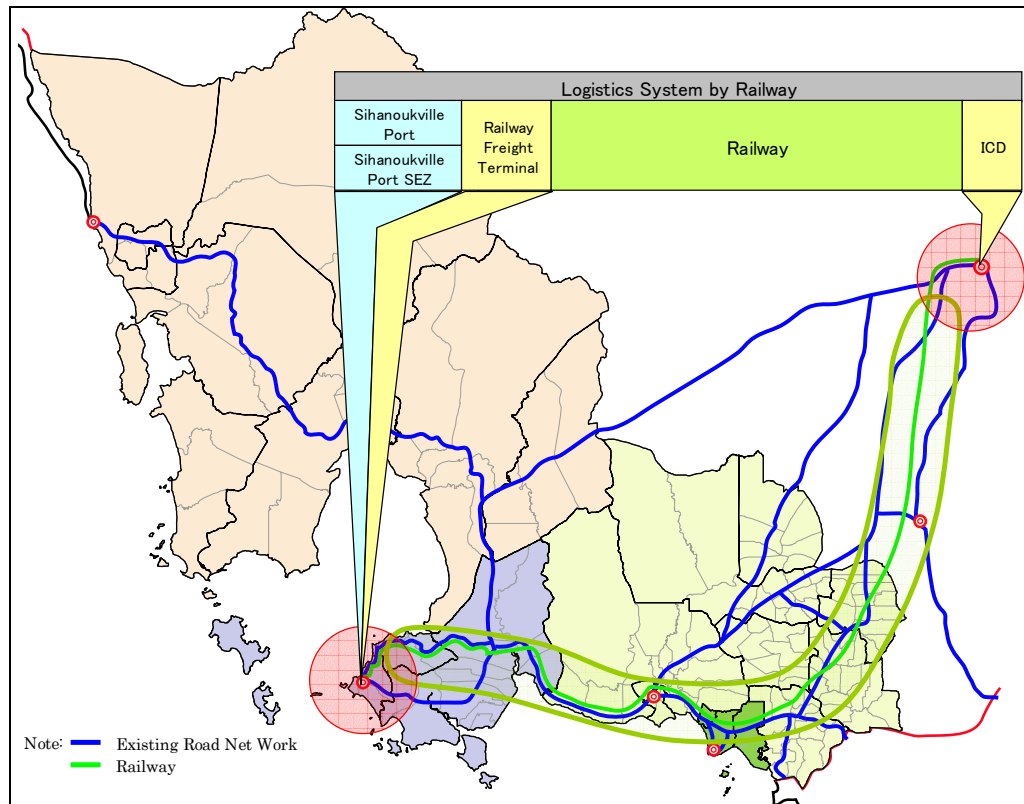 Logistics System by Railway
Sihanoukville
Port
Sihanoukville
Port SEZ
Railway
Freight
Terminal
Railway
ICD
Note:
Existing Road Net Work
Railway